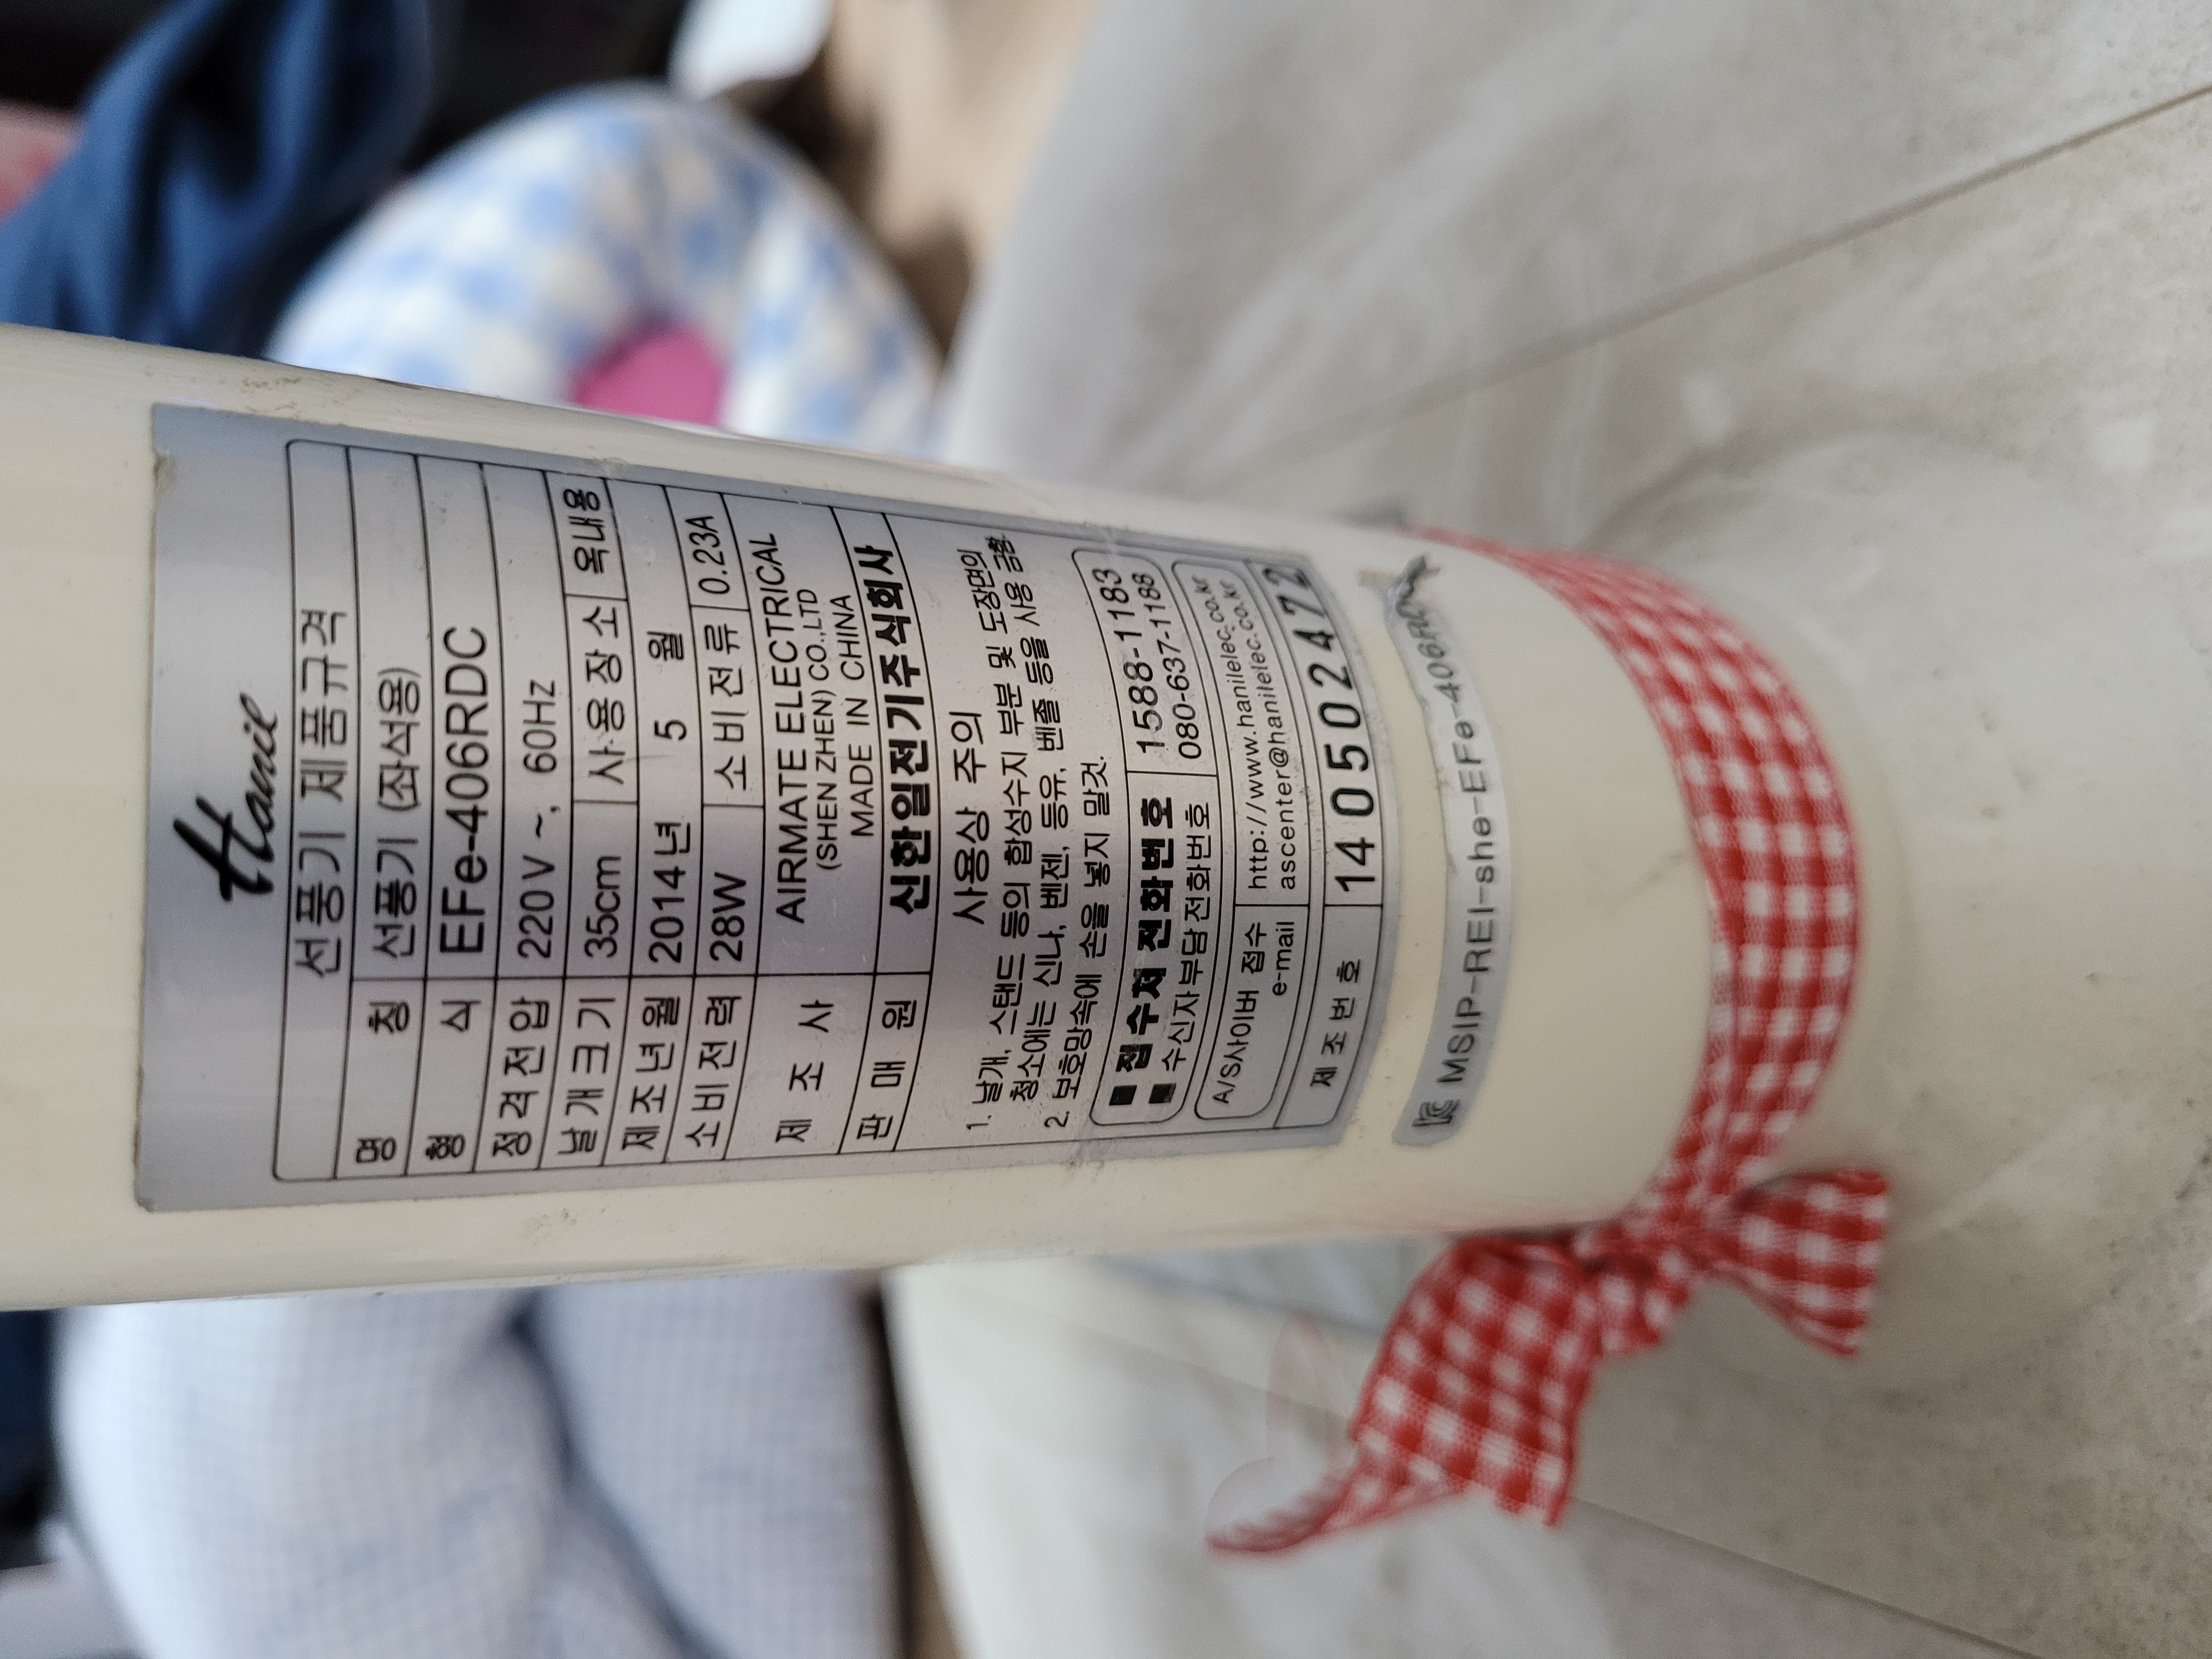 Hanil
선풍기 제품규격
명 칭 선풍기 (좌석용)
형 식 EFe-406RDC
정격전압 220V ~, 60Hz
날개크기 35cm 사용장소 옥내용
제조년월 2014년 5 월
소비전력 28W 소비전류 0.23A
제 조 사 AIRMATE ELECTRICAL
(SHEN ZHEN) CO.,LTD
MADE IN CHINA
판 매 원 신한일전기주식회사
사용상 주의
1. 날개, 스탠드 등의 합성수지 부분 및 도장면의
청소에는 신나, 벤젠, 등유, 벤졸 등을 사용 금함
2. 보호망속에 손을 넣지 말것.
■ 접수처 전화번호 1588-1183
■ 수신자부담 전화번호 080-637-1188
A/S사이버 접수 http://www.hanilelec.co.kr
e-mail ascenter@hanilelec.co.kr
제조번호 140502472
MSIP-REI-she-EFe-406RDC